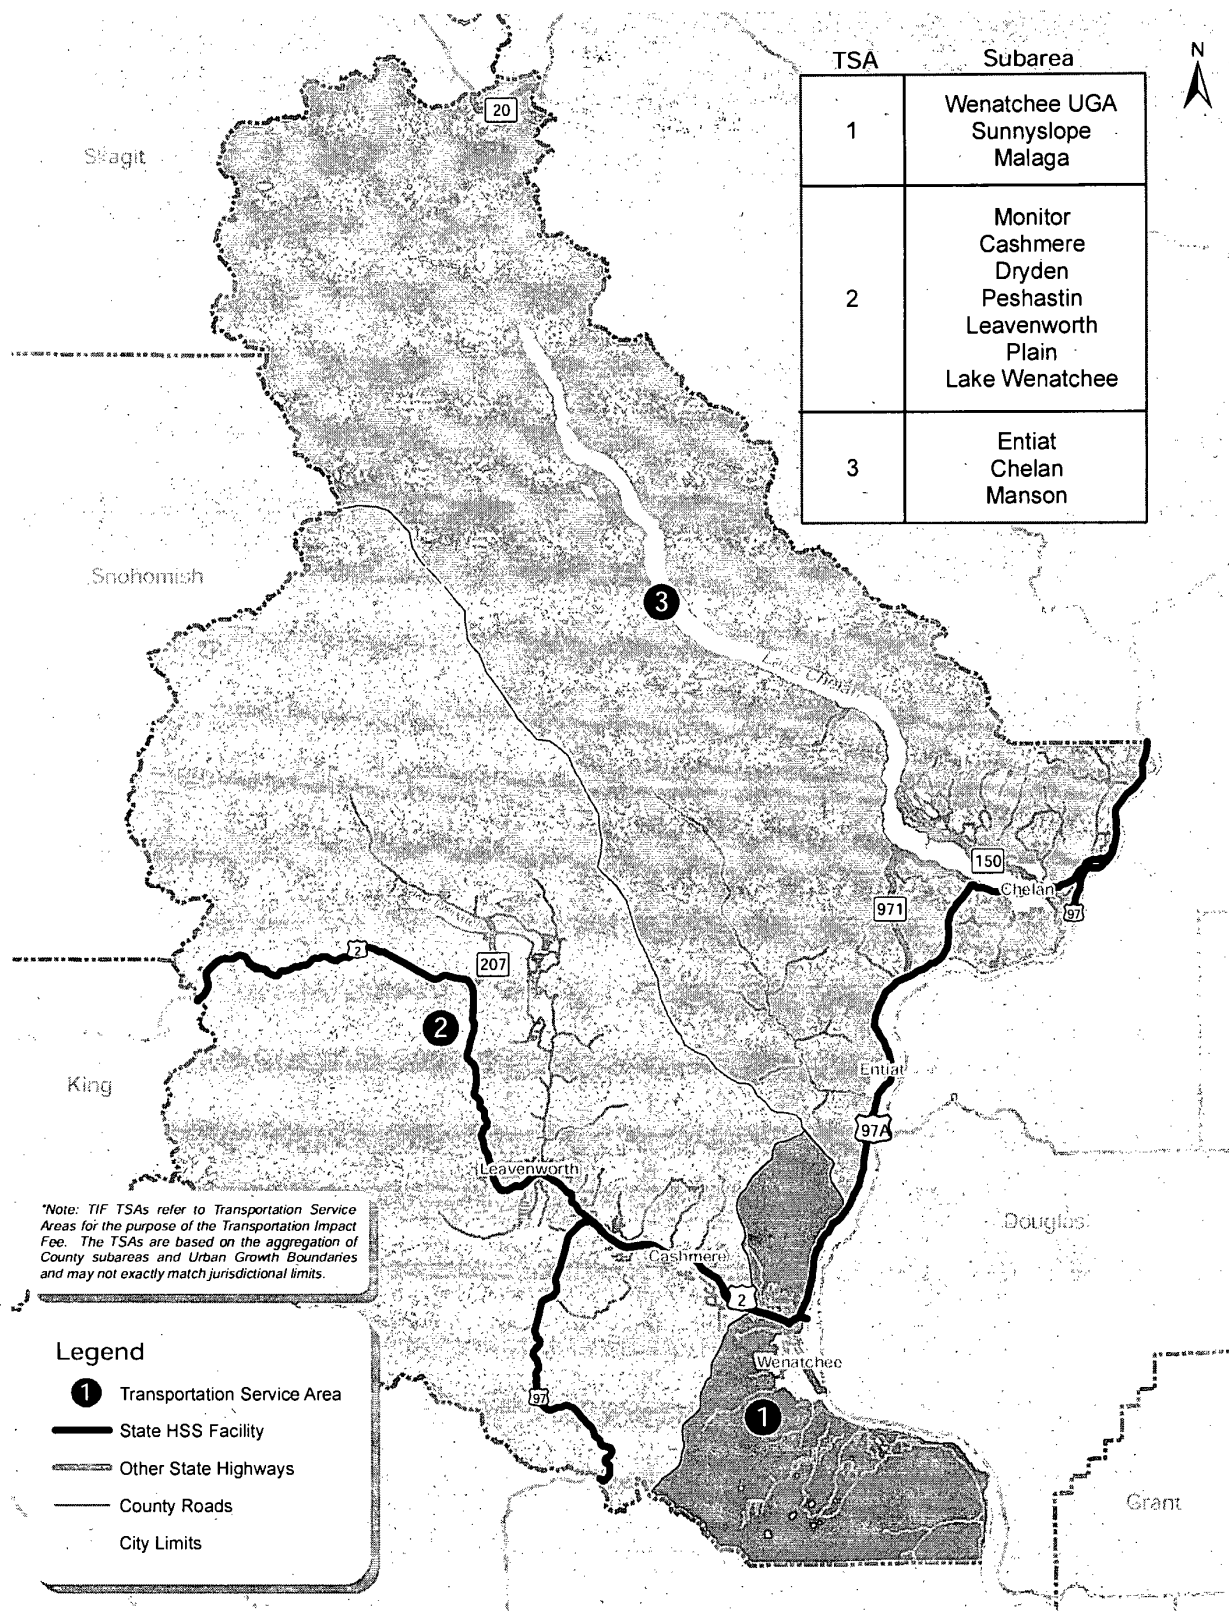 TSA Subarea
1
Wenatchee UGA
Sunnyslope
Malaga
2
Monitor
Cashmere
Dryden
Peshastin
Leavenworth
Plain
Lake Wenatchee
3
Entiat
Chelan
Manson
N
20
Skagit
Snohomish
3
Lake Chelan
150
Chelan
971
97
2
207
2
King
Entiat
97A
Leavenworth
Douglas
Cashmere
2
Wenatchee
97
1
Grant
*Note: TIF TSAs refer to Transportation Service
Areas for the purpose of the Transportation Impact
Fee. The TSAs are based on the aggregation of
County subareas and Urban Growth Boundaries
and may not exactly match jurisdictional limits.
Legend
1 Transportation Service Area
State HSS Facility
Other State Highways
County Roads
City Limits